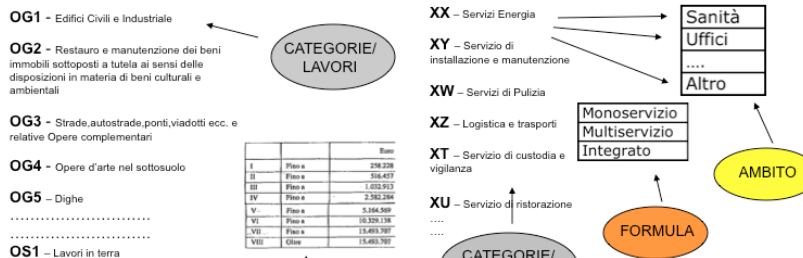 OG1 - Edifici Civili e Industriale
OG2 - Restauro e manutenzione dei beni
immobili sottoposti a tutela ai sensi delle
disposizioni in materia di beni culturali e
ambientali
OG3 - Strade,autostrade,ponti,viadotti ecc. e
relative Opere complementari
OG4 - Opere d'arte nel sottosuolo
OG5 – Dighe
............................
............................
OS1 – Lavori in terra
CATEGORIE/
LAVORI
Euro
I Fino a 258.228
II Fino a 516.457
III Fino a 1.032.913
IV Fino a 2.582.284
V Fino a 5.164.569
VI Fino a 10.329.138
VII Fino a 15.493.707
VIII Oltre 15.493.707
XX – Servizi Energia
XY – Servizio di
installazione e manutenzione
XW – Servizi di Pulizia
XZ – Logistica e trasporti
XT – Servizio di custodia e
vigilanza
XU – Servizio di ristorazione
....
....
CATEGORIE/
Sanità
Uffici
....
Altro
Monoservizio
Multiservizio
Integrato
AMBITO
FORMULA